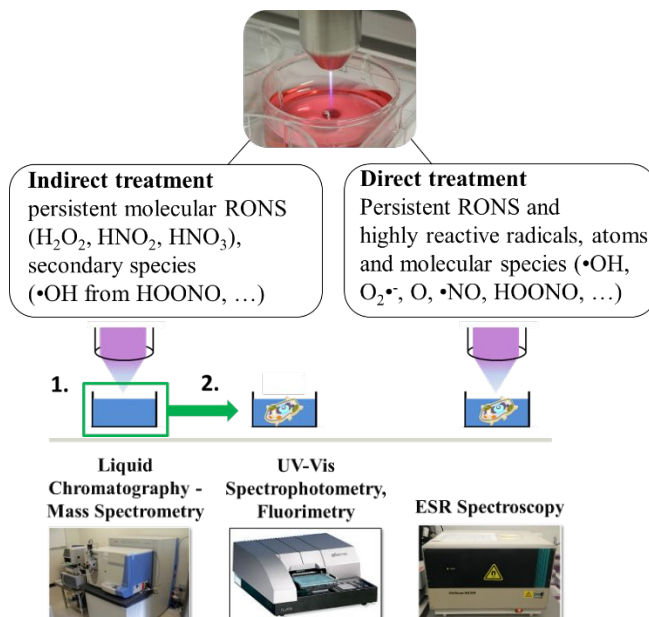 Indirect treatment
persistent molecular RONS
(H₂O₂, HNO₂, HNO₃),
secondary species
(•OH from HOONO, …)
Direct treatment
Persistent RONS and
highly reactive radicals, atoms
and molecular species (•OH,
O₂•⁻, O, •NO, HOONO, …)
1.
2.
Liquid
Chromatography -
Mass Spectrometry
UV-Vis
Spectrophotometry,
Fluorimetry
ESR Spectroscopy